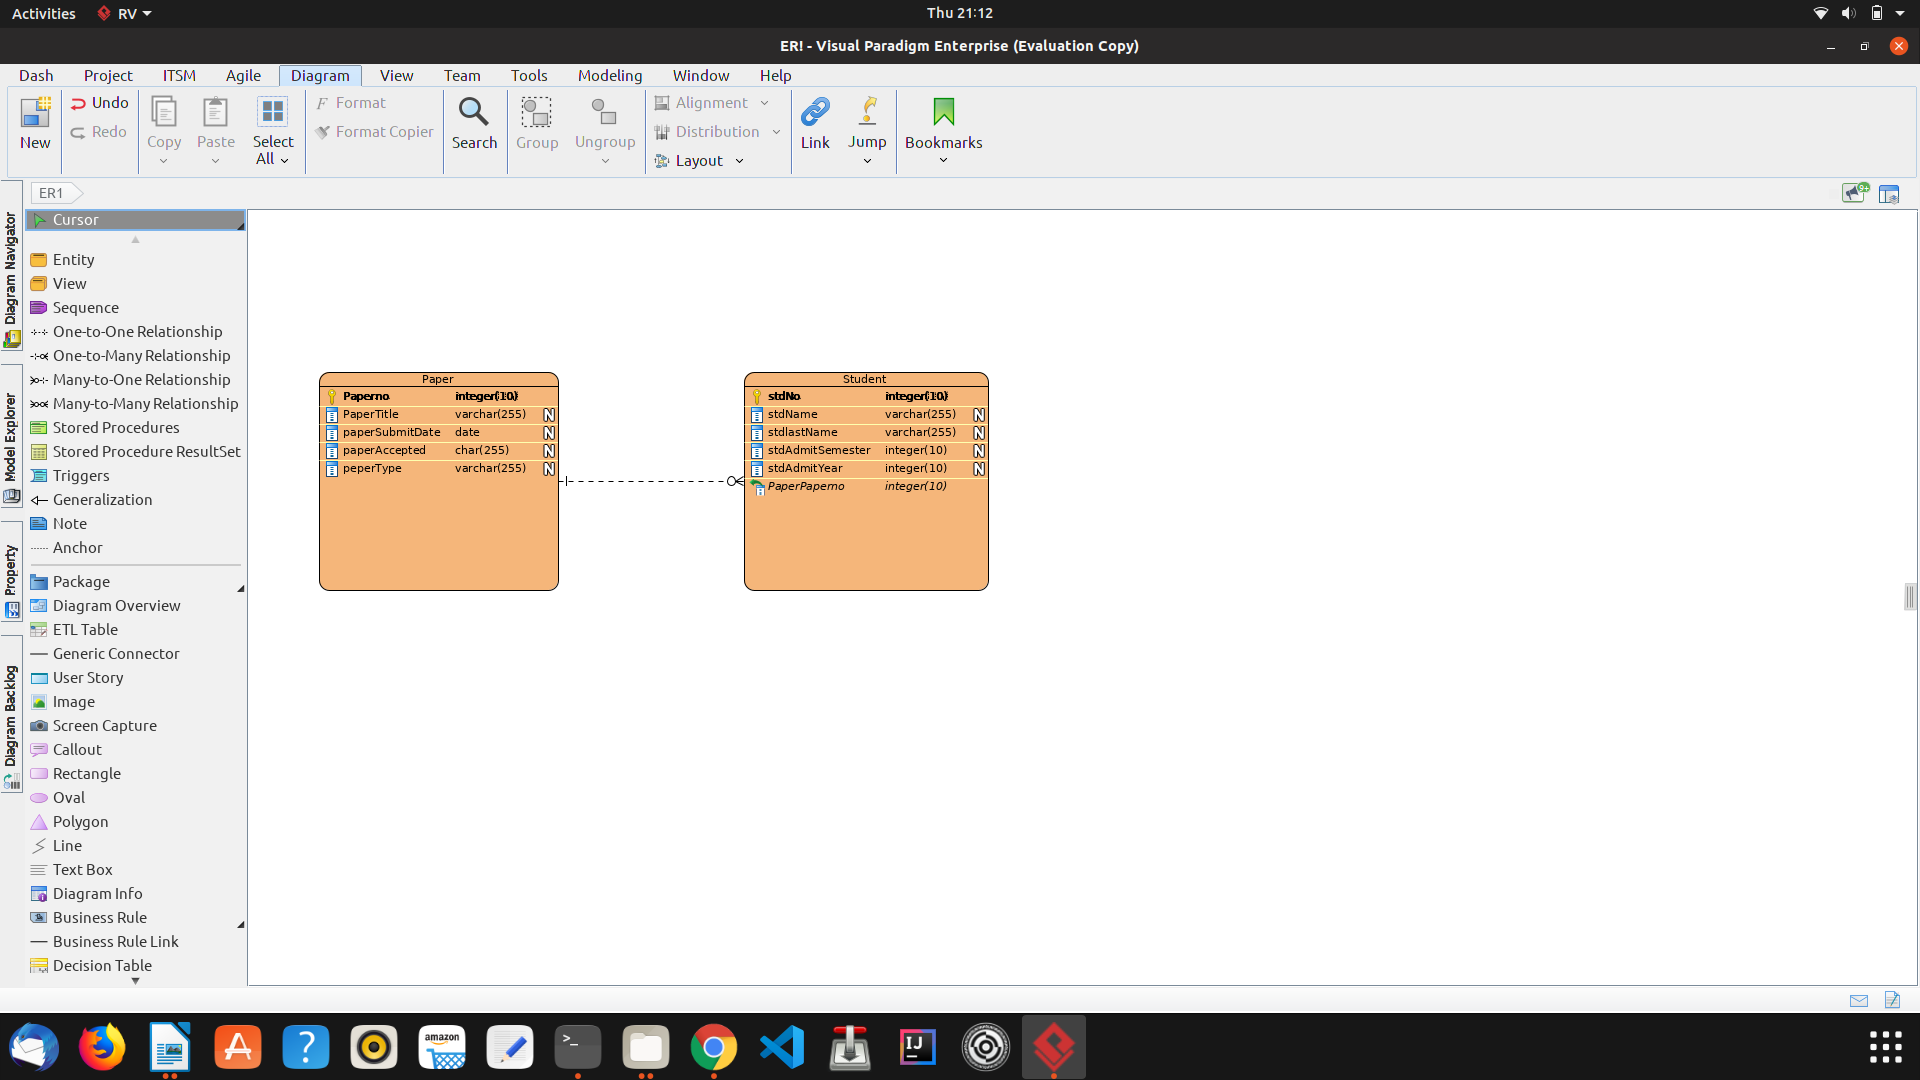 Activities RV Thu 21:12
ER! - Visual Paradigm Enterprise (Evaluation Copy)
Dash Project ITSM Agile Diagram View Team Tools Modeling Window Help
New
Undo
Redo
Copy
Paste
Select
All
Format
Format Copier
Search
Group
Ungroup
Alignment
Distribution
Layout
Link
Jump
Bookmarks
ER1
9+
Diagram Navigator
Model Explorer
Property
Diagram Backlog
Cursor
Entity
View
Sequence
One-to-One Relationship
One-to-Many Relationship
Many-to-One Relationship
Many-to-Many Relationship
Stored Procedures
Stored Procedure ResultSet
Triggers
Generalization
Note
Anchor
Package
Diagram Overview
ETL Table
Generic Connector
User Story
Image
Screen Capture
Callout
Rectangle
Oval
Polygon
Line
Text Box
Diagram Info
Business Rule
Business Rule Link
Decision Table
Paper
Paperno integer(10)
PaperTitle varchar(255) N
paperSubmitDate date N
paperAccepted char(255) N
peperType varchar(255) N
Student
stdNo integer(10)
stdName varchar(255) N
stdlastName varchar(255) N
stdAdmitSemester integer(10) N
stdAdmitYear integer(10) N
PaperPaperno integer(10)
A
?
amazon
>_
IJ